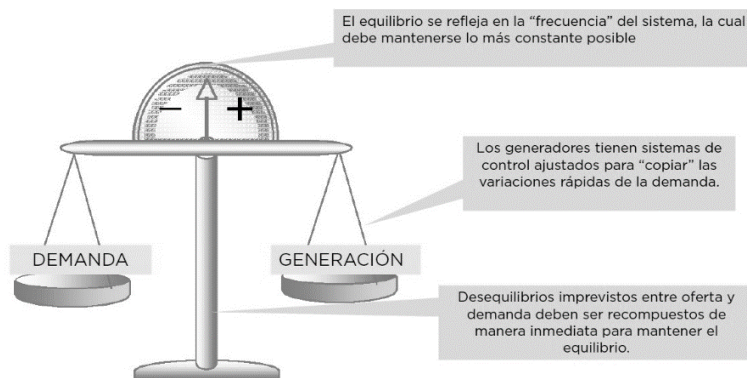 El equilibrio se refleja en la “frecuencia” del sistema, la cual
debe mantenerse lo más constante posible
− +
Los generadores tienen sistemas de
control ajustados para “copiar” las
variaciones rápidas de la demanda.
DEMANDA
GENERACIÓN
Desequilibrios imprevistos entre oferta y
demanda deben ser recompuestos de
manera inmediata para mantener el
equilibrio.